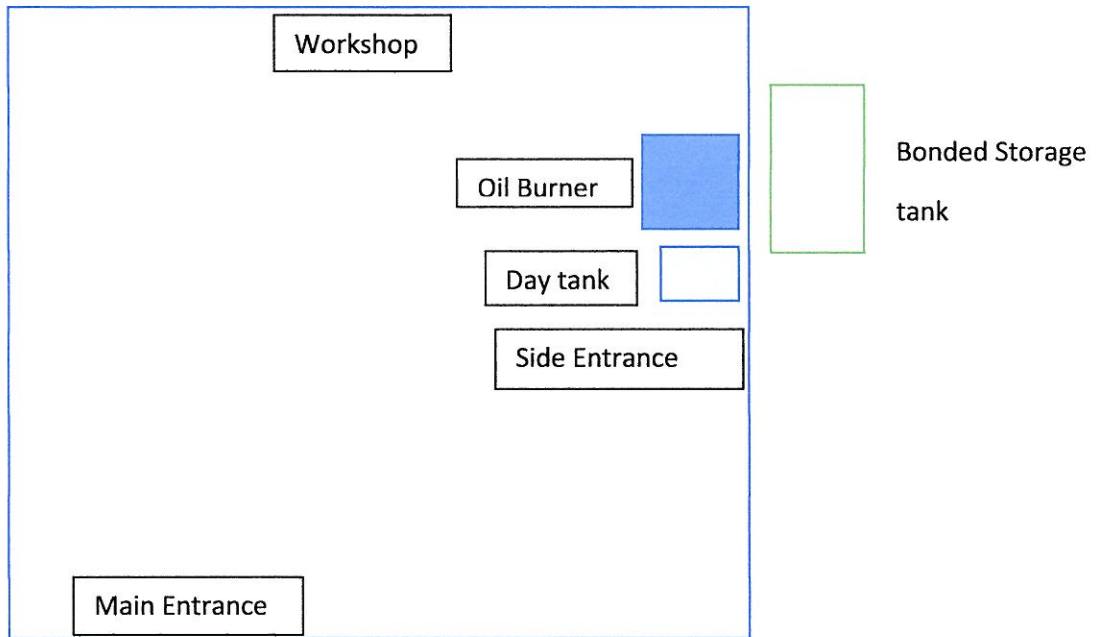 Workshop
Bonded Storage
tank
Oil Burner
Day tank
Side Entrance
Main Entrance